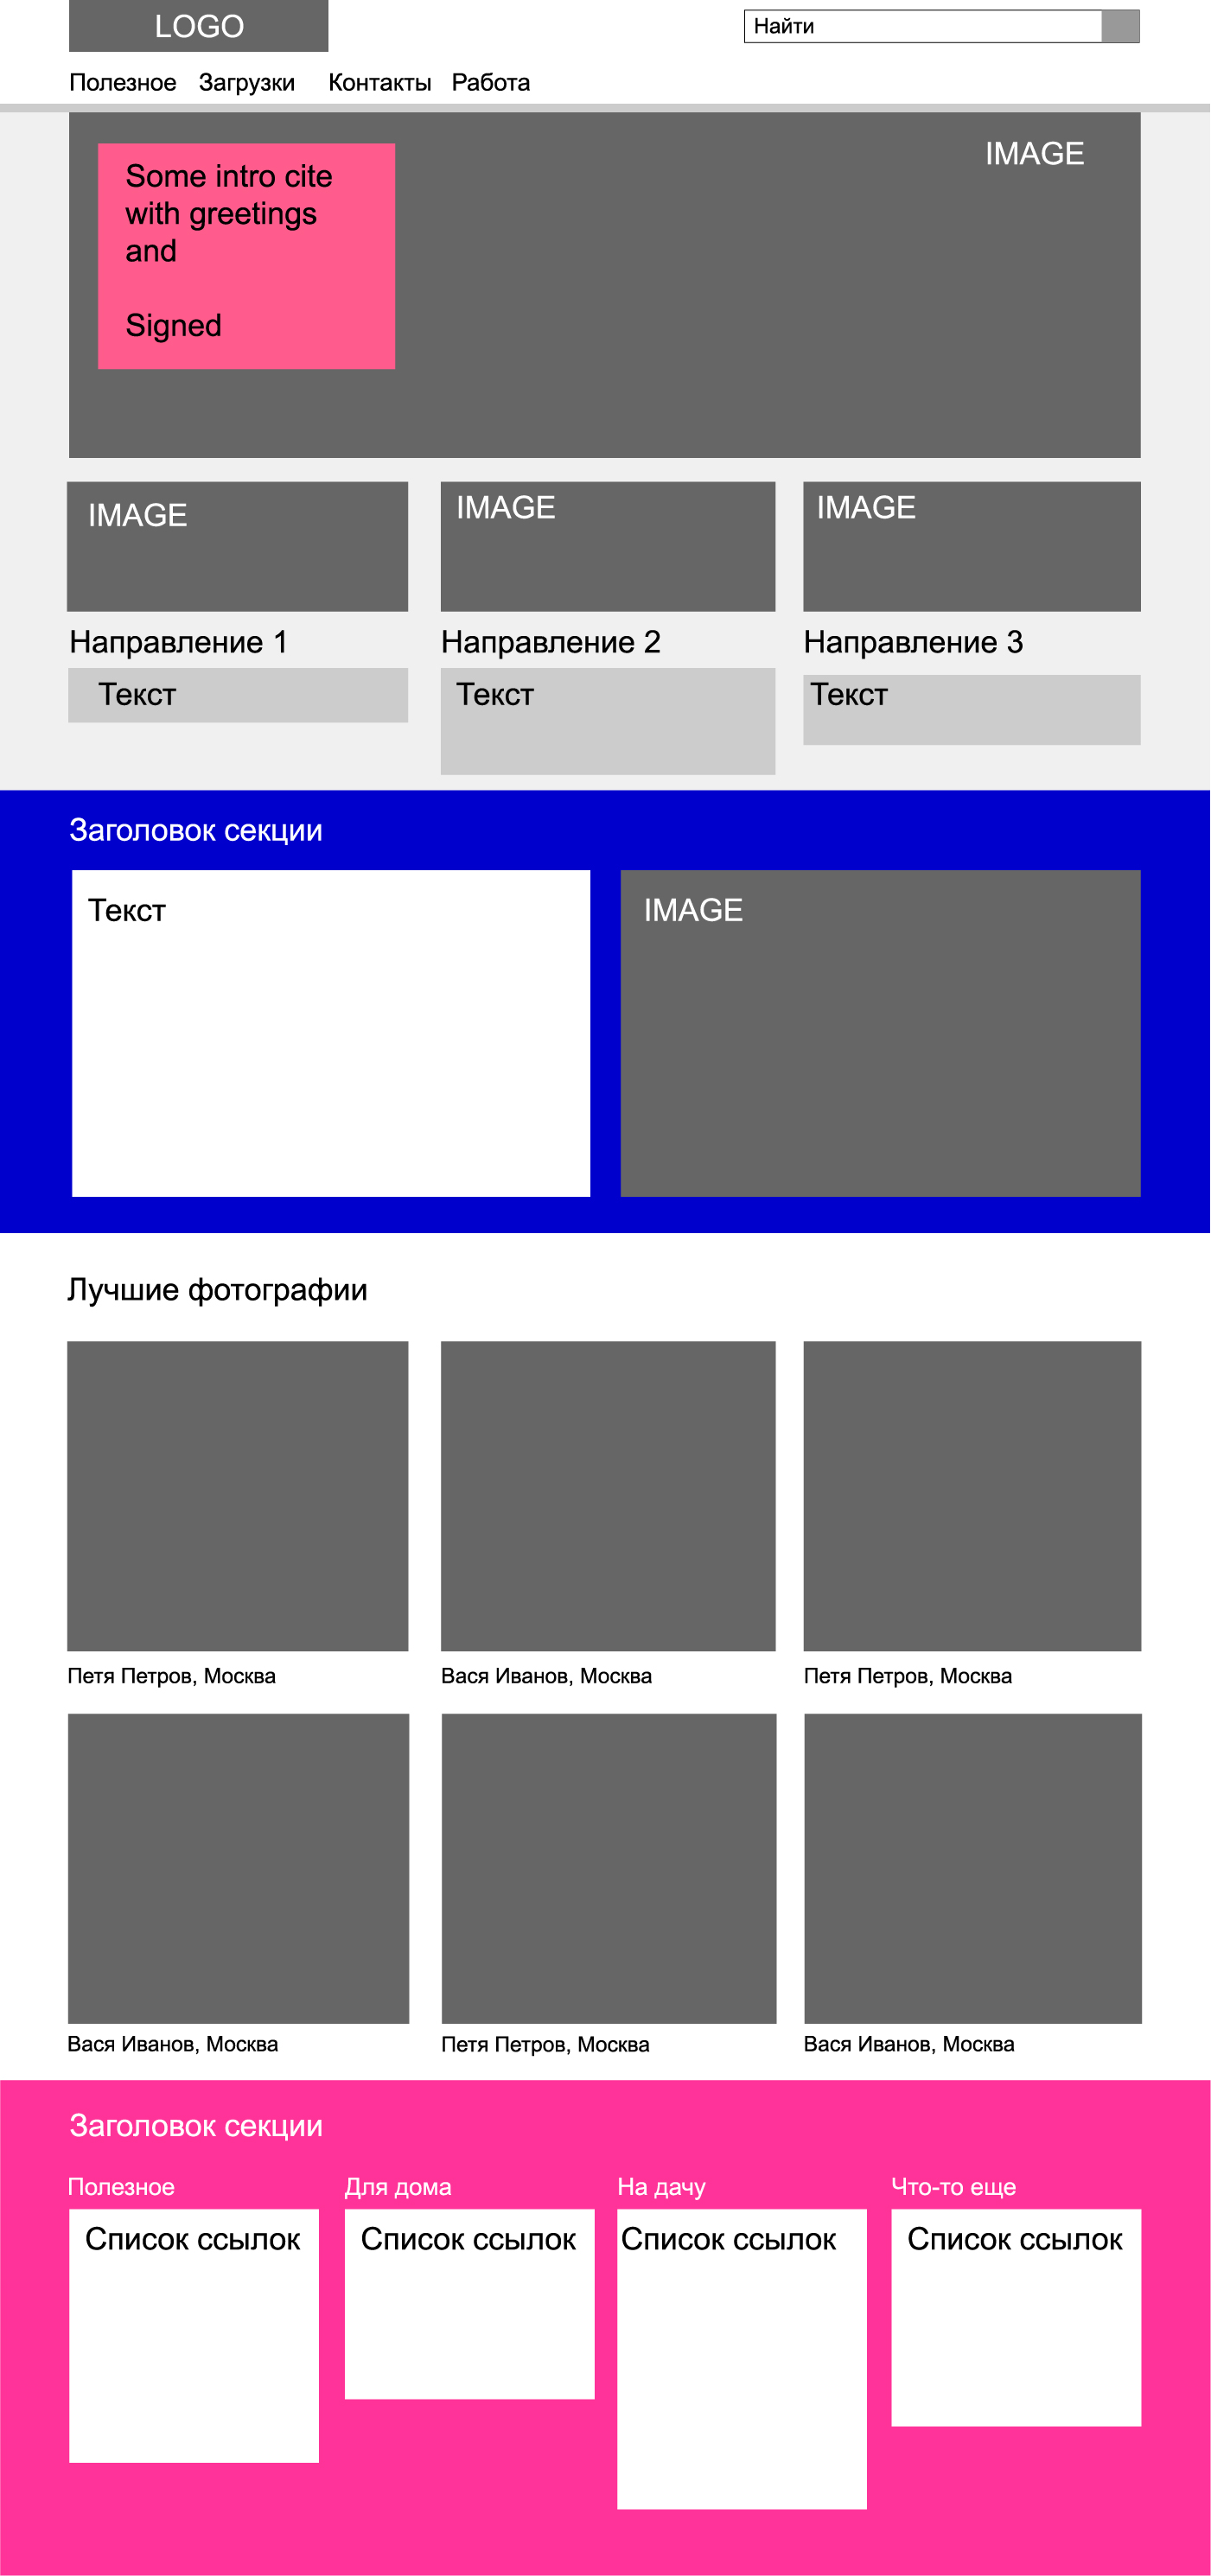 LOGO
Найти
Полезное Загрузки Контакты Работа
IMAGE
Some intro cite
with greetings
and
Signed
IMAGE
IMAGE
IMAGE
Направление 1
Направление 2
Направление 3
Текст
Текст
Текст
Заголовок секции
Текст
IMAGE
Лучшие фотографии
Петя Петров, Москва
Вася Иванов, Москва
Петя Петров, Москва
Вася Иванов, Москва
Петя Петров, Москва
Вася Иванов, Москва
Заголовок секции
Полезное
Для дома
На дачу
Что-то еще
Список ссылок
Список ссылок
Список ссылок
Список ссылок